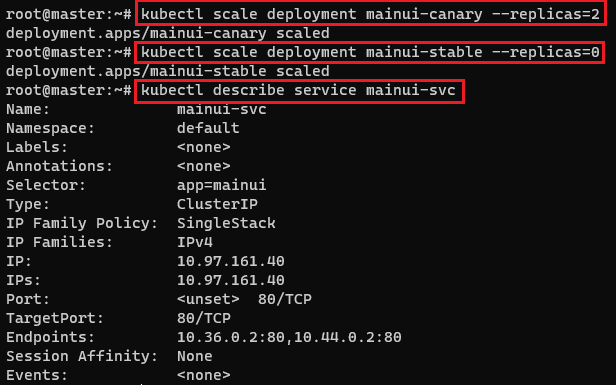 root@master:~# kubectl scale deployment mainui-canary --replicas=2
deployment.apps/mainui-canary scaled
root@master:~# kubectl scale deployment mainui-stable --replicas=0
deployment.apps/mainui-stable scaled
root@master:~# kubectl describe service mainui-svc
Name:              mainui-svc
Namespace:         default
Labels:            <none>
Annotations:       <none>
Selector:          app=mainui
Type:              ClusterIP
IP Family Policy:  SingleStack
IP Families:       IPv4
IP:                10.97.161.40
IPs:               10.97.161.40
Port:              <unset>  80/TCP
TargetPort:        80/TCP
Endpoints:         10.36.0.2:80,10.44.0.2:80
Session Affinity:  None
Events:            <none>